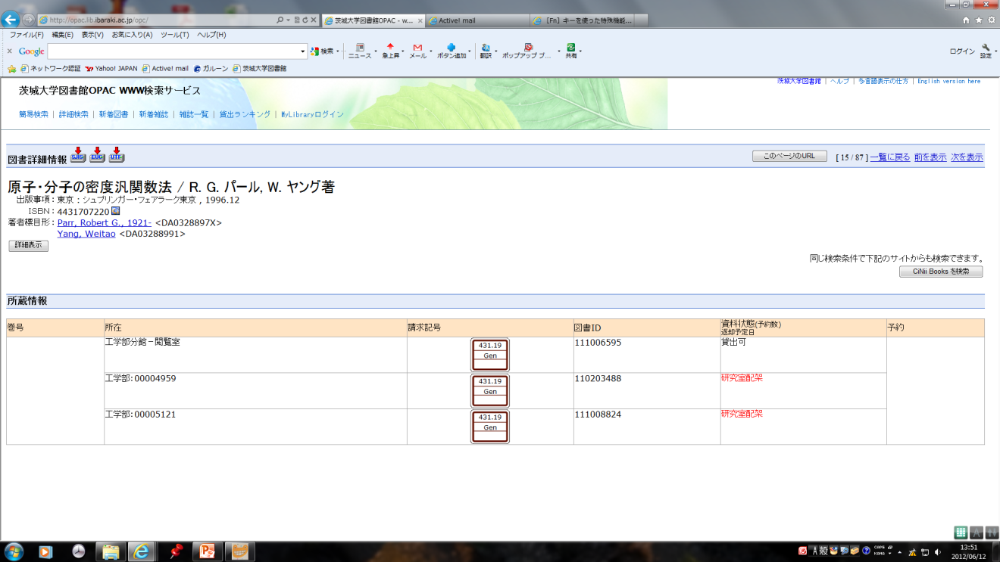 http://opac.lib.ibaraki.ac.jp/opc/
茨城大学図書館OPAC - w...
Active! mail
[Fn] キーを使った特殊機能...
ファイル(F) 編集(E) 表示(V) お気に入り(A) ツール(T) ヘルプ(H)
x Google 検索 ニュース 急上昇 メール ボタン追加 翻訳 ポップアップ ブ... 共有 ログイン 設定
ネットワーク認証 Yahoo! JAPAN Active! mail ガルーン 茨城大学図書館
茨城大学図書館 | ヘルプ | 多言語表示の仕方 | English version here
茨城大学図書館OPAC WWW検索サービス
簡易検索 | 詳細検索 | 新着図書 | 新着雑誌 | 雑誌一覧 | 貸出ランキング | MyLibraryログイン
図書詳細情報 SJIS EUC UTF このページのURL [ 15 / 87 ] 一覧に戻る 前を表示 次を表示
原子・分子の密度汎関数法 / R. G. パール, W. ヤング著
出版事項 : 東京 : シュプリンガー・フェアラーク東京 , 1996.12
ISBN : 4431707220
著者標目形 : Parr, Robert G., 1921- <DA0328897X>
Yang, Weitao <DA03288991>
詳細表示
同じ検索条件で下記のサイトからも検索できます。
CiNii Books を検索
所蔵情報
巻号 所在 請求記号 図書ID 資料状態(予約数) 予約
返却予定日
工学部分館－閲覧室 431.19 111006595 貸出可
Gen
工学部:00004959 431.19 110203488 研究室配架
Gen
工学部:00005121 431.19 111008824 研究室配架
Gen
A 般 CAPS KANA
13:51
2012/06/12